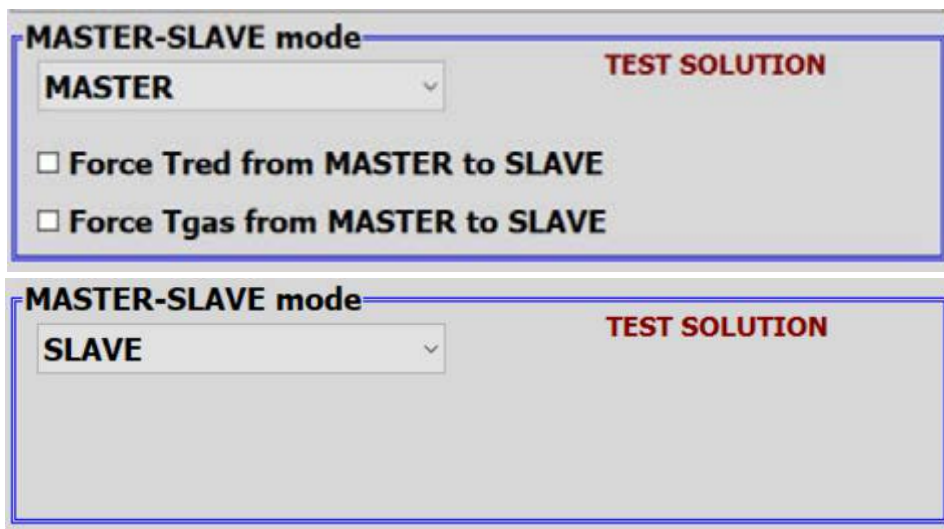 MASTER-SLAVE mode
TEST SOLUTION
MASTER
Force Tred from MASTER to SLAVE
Force Tgas from MASTER to SLAVE
MASTER-SLAVE mode
TEST SOLUTION
SLAVE